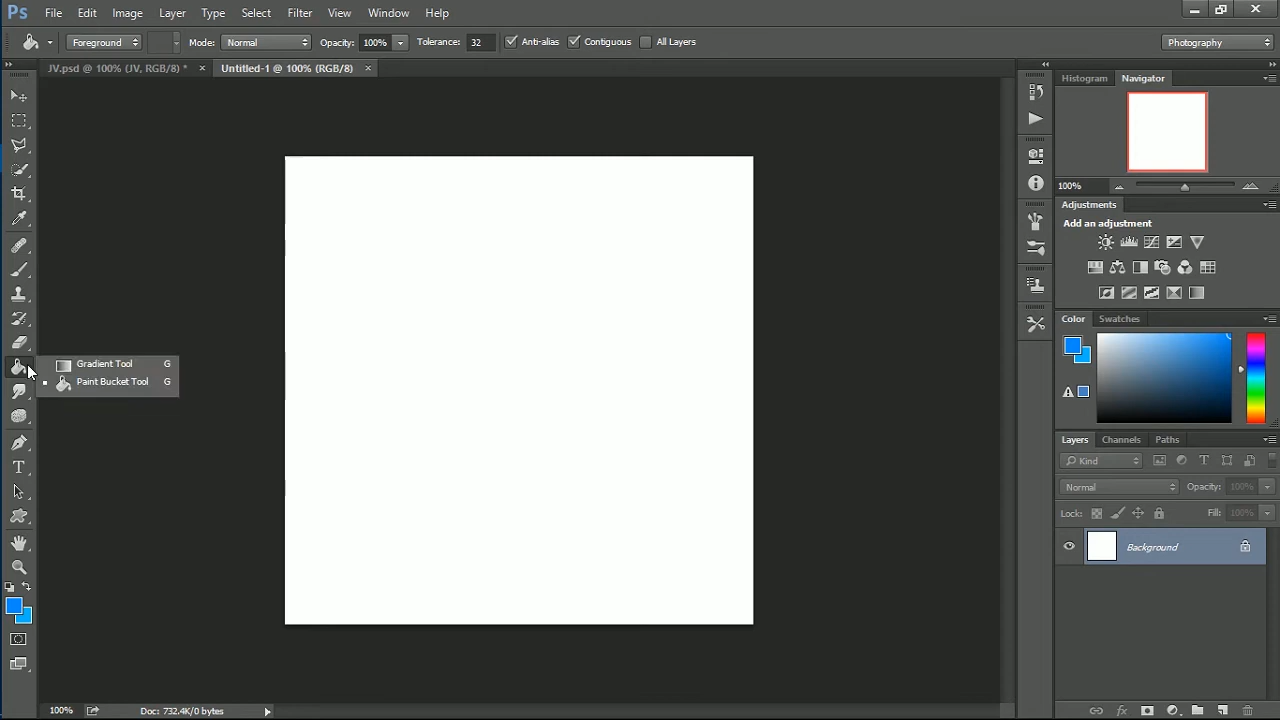 Ps File Edit Image Layer Type Select Filter 3D View Window Help
Foreground Mode: Normal Opacity: 100% Tolerance: 32 Anti-alias Contiguous All Layers Photography
JV.psd @ 100% (JV, RGB/8) * × Untitled-1 @ 100% (RGB/8) ×
Histogram Navigator
100%
Adjustments
Add an adjustment
Color Swatches
Gradient Tool G
Paint Bucket Tool G
Layers Channels Paths
Kind
Normal Opacity: 100%
Lock: Fill: 100%
Background
100% Doc: 732.4K/0 bytes